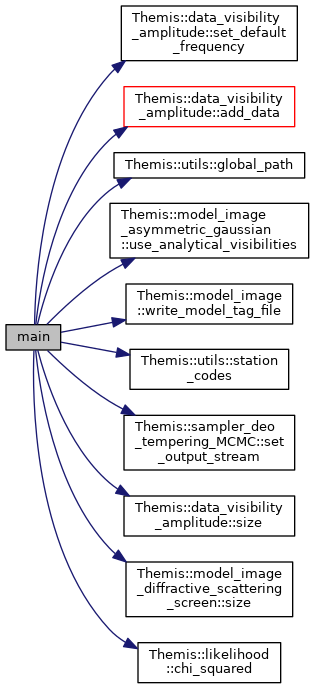 Themis::data_visibility
_amplitude::set_default
_frequency
Themis::data_visibility
_amplitude::add_data
Themis::utils::global_path
Themis::model_image
_asymmetric_gaussian
::use_analytical_visibilities
Themis::model_image
::write_model_tag_file
main
Themis::utils::station
_codes
Themis::sampler_deo
_tempering_MCMC::set
_output_stream
Themis::data_visibility
_amplitude::size
Themis::model_image
_diffractive_scattering
_screen::size
Themis::likelihood
::chi_squared